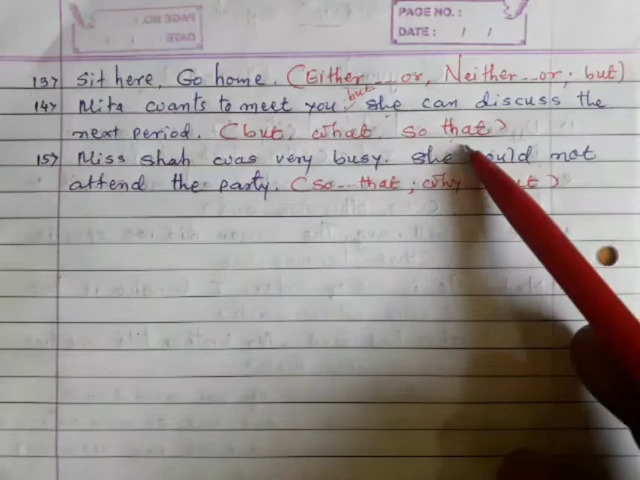 PAGE NO.:
DATE: / /
13> Sit here. Go home. (Either...or, Neither...or, but)
but
14> Mita wants to meet you. she can discuss the
next period. (but, what, so that)
15> Miss shah was very busy. she could not
attend the party. (so...that, why